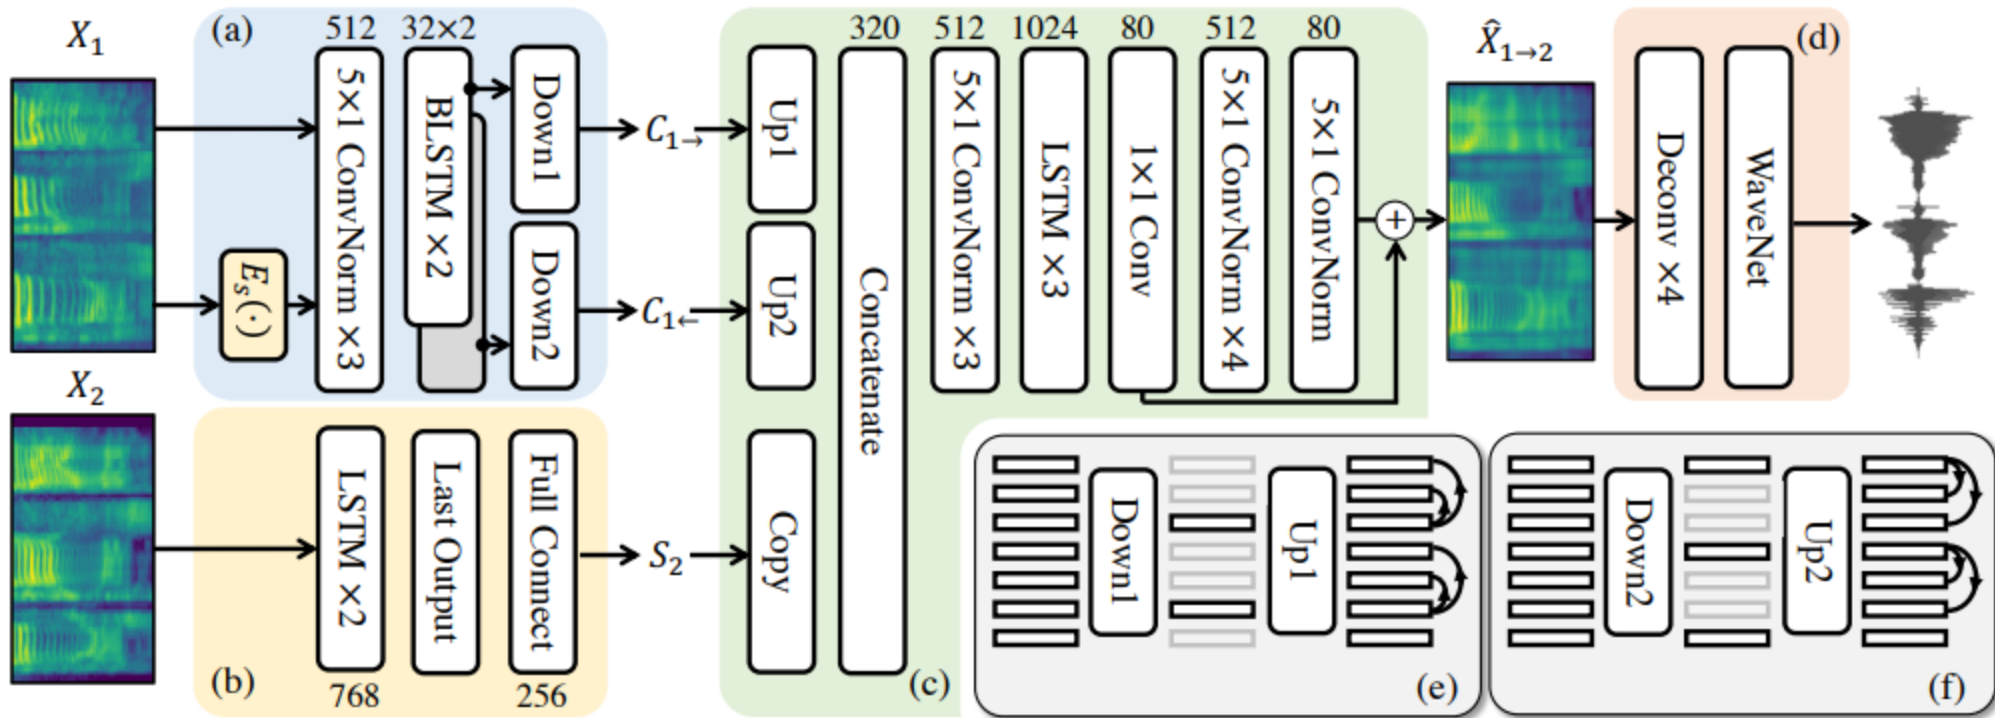 X₁
(a)
512
32×2
E_s(·)
5×1 ConvNorm ×3
BLSTM ×2
Down1
Down2
C₁→
C₁←
X₂
(b)
LSTM ×2
768
Last Output
Full Connect
256
S₂
Up1
Up2
Copy
320
Concatenate
512
5×1 ConvNorm ×3
1024
LSTM ×3
80
1×1 Conv
512
5×1 ConvNorm ×4
80
5×1 ConvNorm
+
(c)
X̂₁→₂
(d)
Deconv ×4
WaveNet
Down1
Up1
(e)
Down2
Up2
(f)